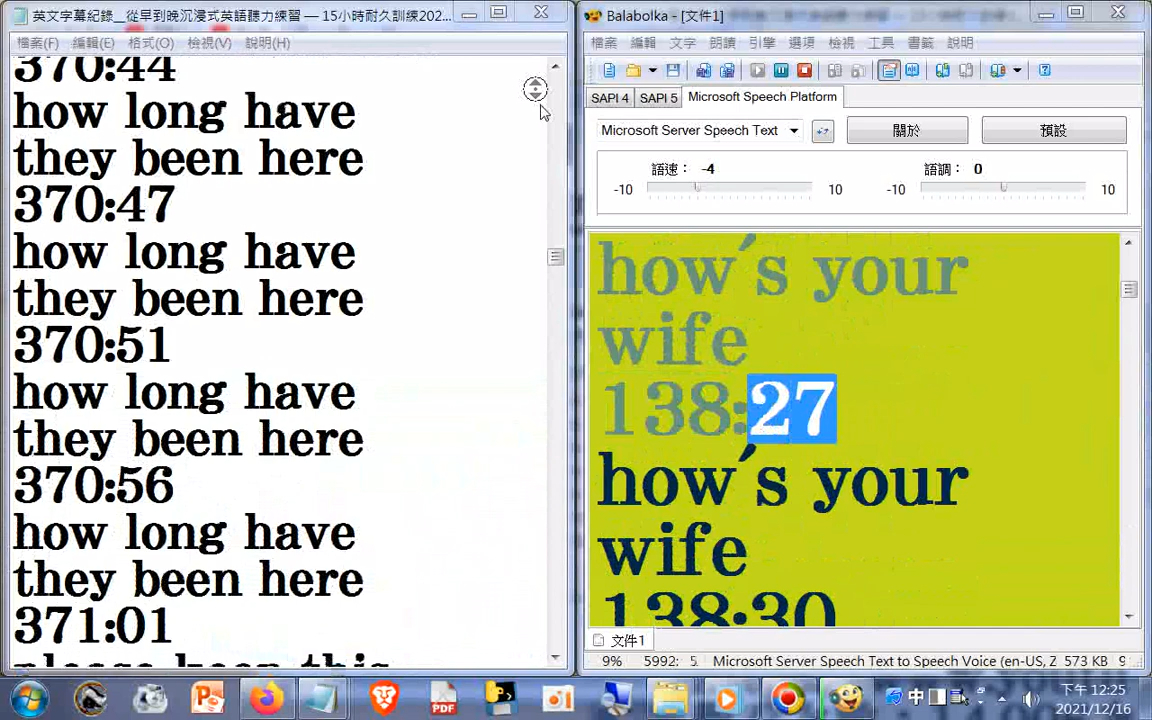 英文字幕紀錄__從早到晚沉浸式英語聽力練習 — 15小時耐久訓練202...
檔案(F) 編輯(E) 格式(O) 檢視(V) 說明(H)
370:44
how long have
they been here
370:47
how long have
they been here
370:51
how long have
they been here
370:56
how long have
they been here
371:01
please keep this
Balabolka - [文件1]
檔案 編輯 文字 朗讀 引擎 選項 檢視 工具 書籤 說明
SAPI 4 SAPI 5 Microsoft Speech Platform
Microsoft Server Speech Text 關於 預設
語速： -4 語調： 0
-10 10 -10 10
how's your
wife
138:27
how's your
wife
138:30
文件1
9% 5992: 5 Microsoft Server Speech Text to Speech Voice (en-US, Z 573 KB 9
PDF 中 下午 12:25
2021/12/16